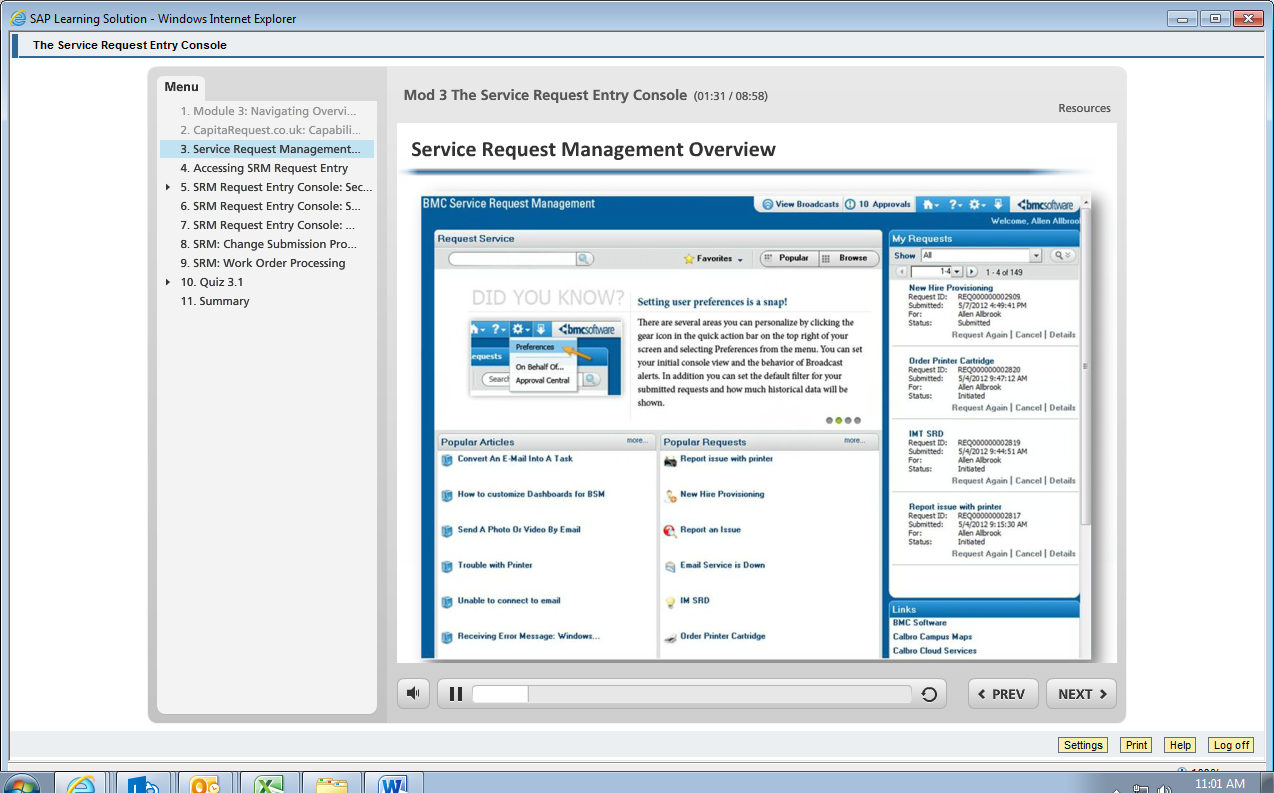 SAP Learning Solution - Windows Internet Explorer
The Service Request Entry Console
Menu
1. Module 3: Navigating Overvi...
2. CapitaRequest.co.uk: Capabili...
3. Service Request Management...
4. Accessing SRM Request Entry
5. SRM Request Entry Console: Sec...
6. SRM Request Entry Console: S...
7. SRM Request Entry Console: ...
8. SRM: Change Submission Pro...
9. SRM: Work Order Processing
10. Quiz 3.1
11. Summary
Mod 3 The Service Request Entry Console (01:31 / 08:58)
Resources
Service Request Management Overview
BMC Service Request Management
View Broadcasts
10 Approvals
bmcsoftware
Welcome, Allen Allbroo
Request Service
Favorites
Popular
Browse
DID YOU KNOW?
bmcsoftware
Preferences
equests
On Behalf Of...
Searc
Approval Central
Setting user preferences is a snap!
There are several areas you can personalize by clicking the
gear icon in the quick action bar on the top right of your
screen and selecting Preferences from the menu. You can set
your initial console view and the behavior of Broadcast
alerts. In addition you can set the default filter for your
submitted requests and how much historical data will be
shown.
Popular Articles more...
Convert An E-Mail Into A Task
How to customize Dashboards for BSM
Send A Photo Or Video By Email
Trouble with Printer
Unable to connect to email
Receiving Error Message: Windows...
Popular Requests more...
Report issue with printer
New Hire Provisioning
Report an Issue
Email Service is Down
IM SRD
Order Printer Cartridge
My Requests
Show All
1-4 1 - 4 of 149
New Hire Provisioning
Request ID: REQ000000002909
Submitted: 5/7/2012 4:49:41 PM
For: Allen Allbrook
Status: Submitted
Request Again | Cancel | Details
Order Printer Cartridge
Request ID: REQ000000002820
Submitted: 5/4/2012 9:47:12 AM
For: Allen Allbrook
Status: Initiated
Request Again | Cancel | Details
IMT SRD
Request ID: REQ000000002819
Submitted: 5/4/2012 9:44:51 AM
For: Allen Allbrook
Status: Initiated
Request Again | Cancel | Details
Report issue with printer
Request ID: REQ000000002817
Submitted: 5/4/2012 9:15:30 AM
For: Allen Allbrook
Status: Initiated
Request Again | Cancel | Details
Links
BMC Software
Calbro Campus Maps
Calbro Cloud Services
PREV
NEXT
Settings
Print
Help
Log off
11:01 AM